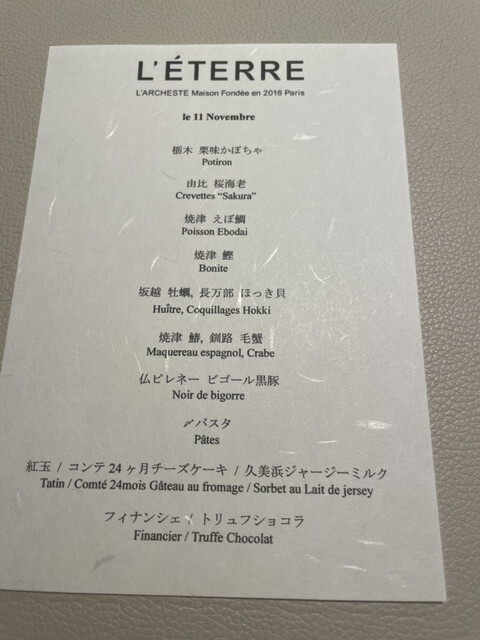 L'ÉTERRE
L'ARCHESTE Maison Fondée en 2016 Paris
le 11 Novembre
栃木 栗味かぼちゃ
Potiron
由比 桜海老
Crevettes “Sakura”
焼津 えぼ鯛
Poisson Ebodai
焼津 鰹
Bonite
坂越 牡蠣, 長万部 ほっき貝
Huître, Coquillages Hokki
焼津 鰆, 釧路 毛蟹
Maquereau espagnol, Crabe
仏ピレネー ビゴール黒豚
Noir de bigorre
〆パスタ
Pâtes
紅玉 / コンテ 24 ヶ月チーズケーキ / 久美浜ジャージーミルク
Tatin / Comté 24mois Gâteau au fromage / Sorbet au Lait de jersey
フィナンシェ / トリュフショコラ
Financier / Truffe Chocolat